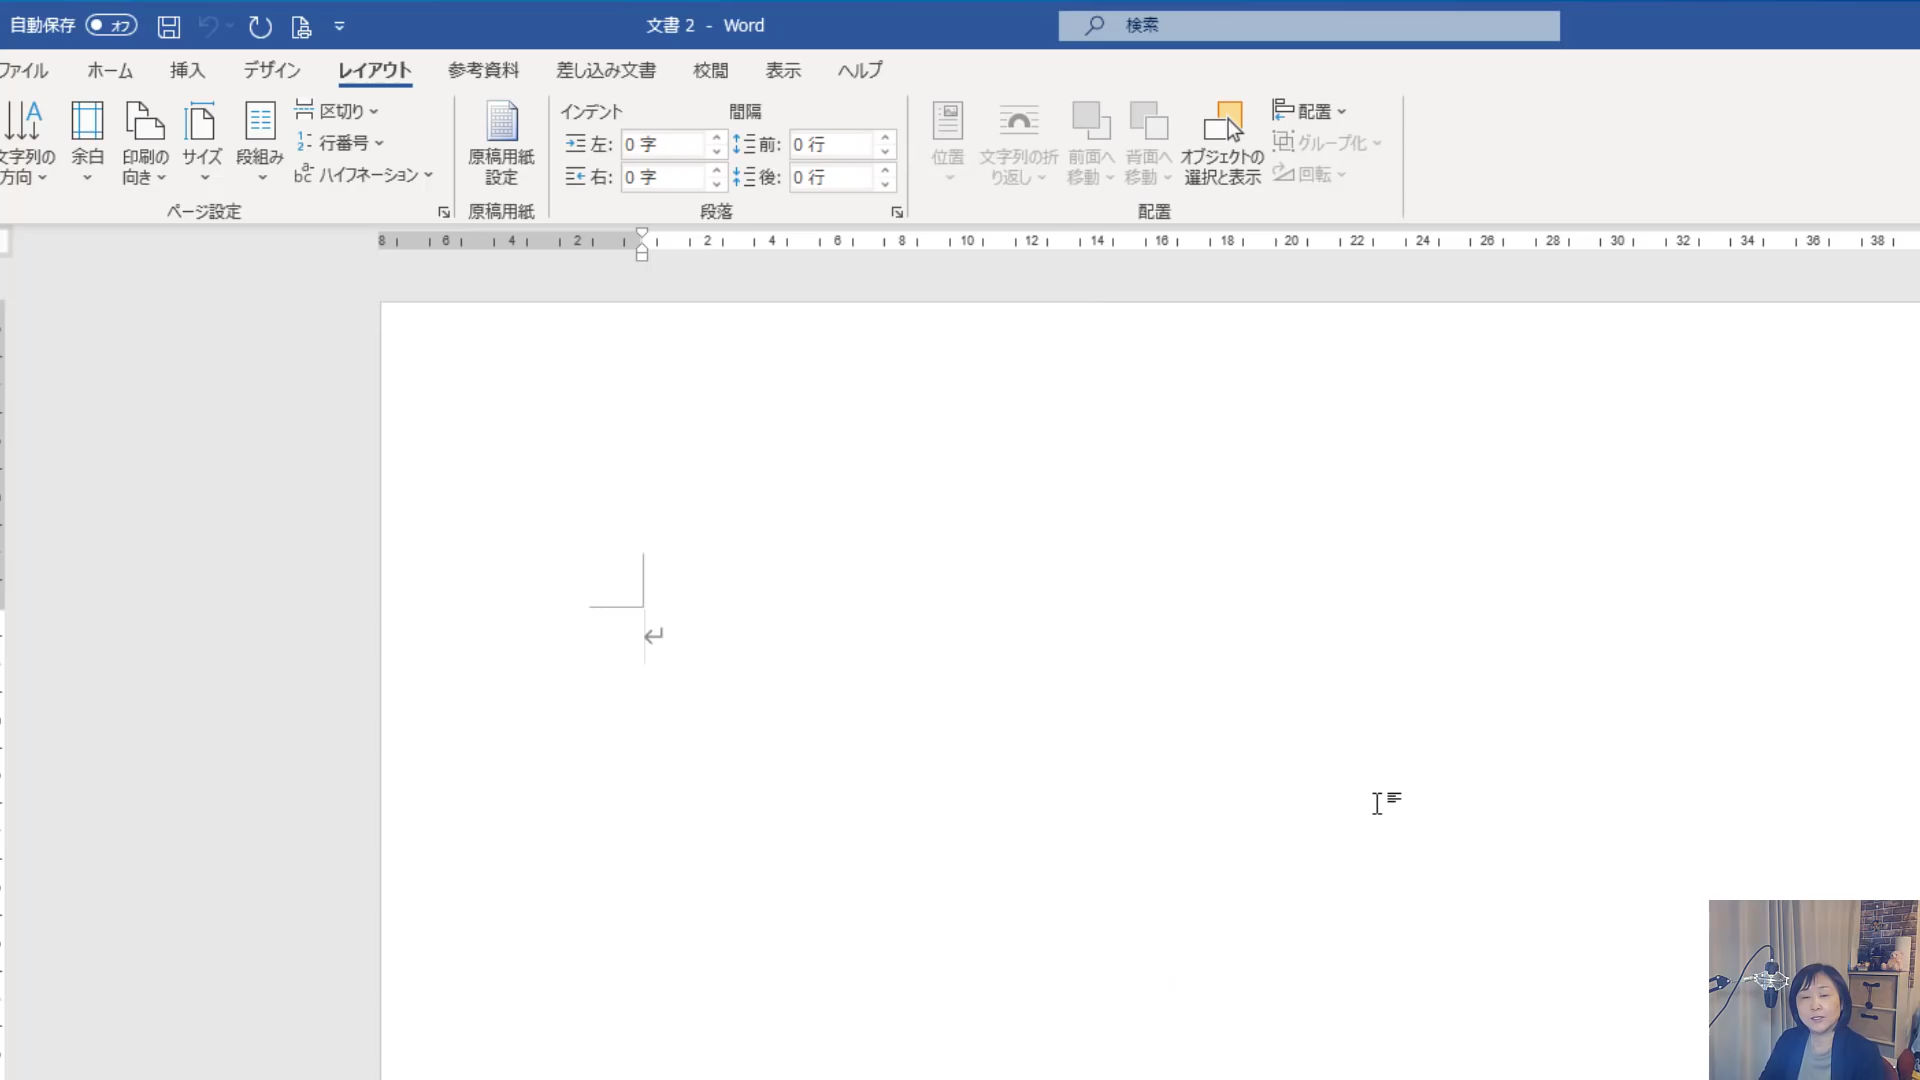 自動保存 オフ 文書 2 - Word 検索
ファイル ホーム 挿入 デザイン レイアウト 参考資料 差し込み文書 校閲 表示 ヘルプ
文字列の
方向
余白
印刷の
向き
サイズ
段組み
区切り
行番号
ハイフネーション
ページ設定
原稿用紙
設定
原稿用紙
インデント 間隔
左: 0 字 前: 0 行
右: 0 字 後: 0 行
段落
位置
文字列の折
り返し
前面へ
移動
背面へ
移動
オブジェクトの
選択と表示
配置
グループ化
回転
配置
8 6 4 2 2 4 6 8 10 12 14 16 18 20 22 24 26 28 30 32 34 36 38